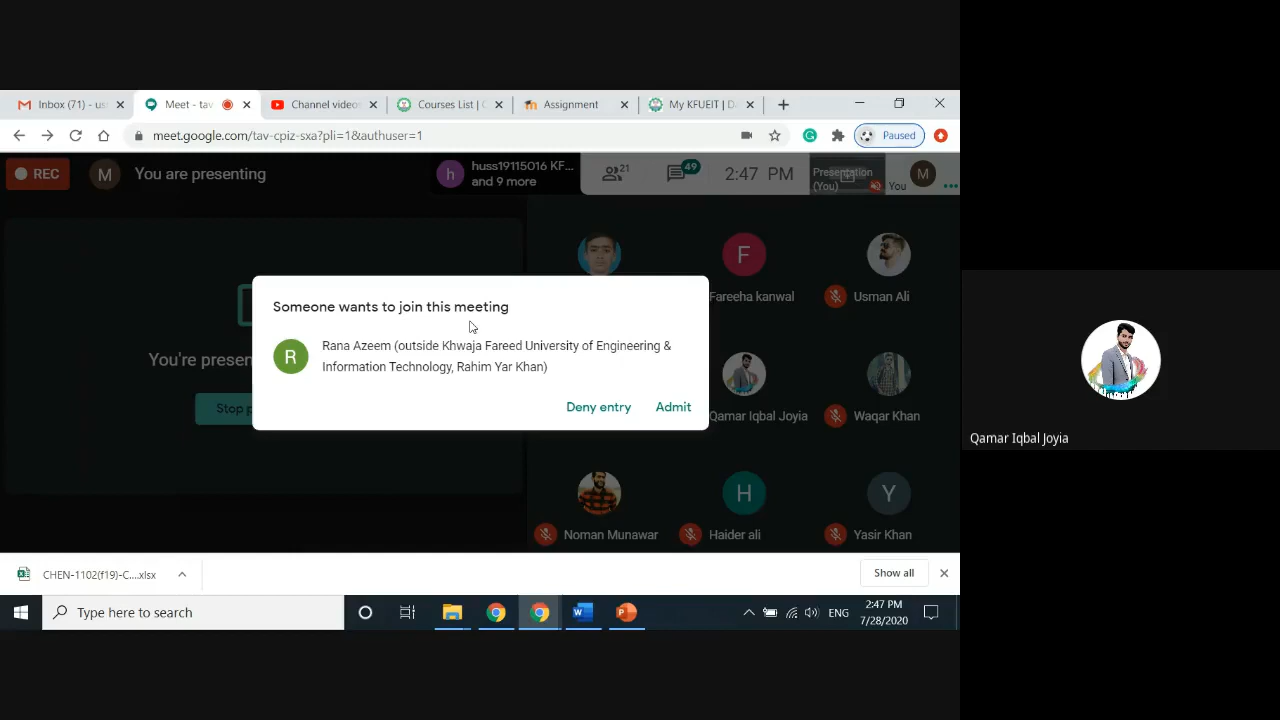 Inbox (71) - us
Meet - tav
Channel videos
Courses List | C
Assignment
My KFUEIT | D
meet.google.com/tav-cpiz-sxa?pli=1&authuser=1
Paused
REC
M
You are presenting
h
huss19115016 KF...
and 9 more
21
49
2:47 PM
Presentation
(You)
You
M
F
Fareeha kanwal
Usman Ali
Someone wants to join this meeting
R
Rana Azeem (outside Khwaja Fareed University of Engineering &
Information Technology, Rahim Yar Khan)
Deny entry
Admit
You're presen
Stop p
Qamar Iqbal Joyia
Waqar Khan
Noman Munawar
H
Haider ali
Y
Yasir Khan
Qamar Iqbal Joyia
CHEN-1102(f19)-C....xlsx
Show all
Type here to search
ENG
2:47 PM
7/28/2020